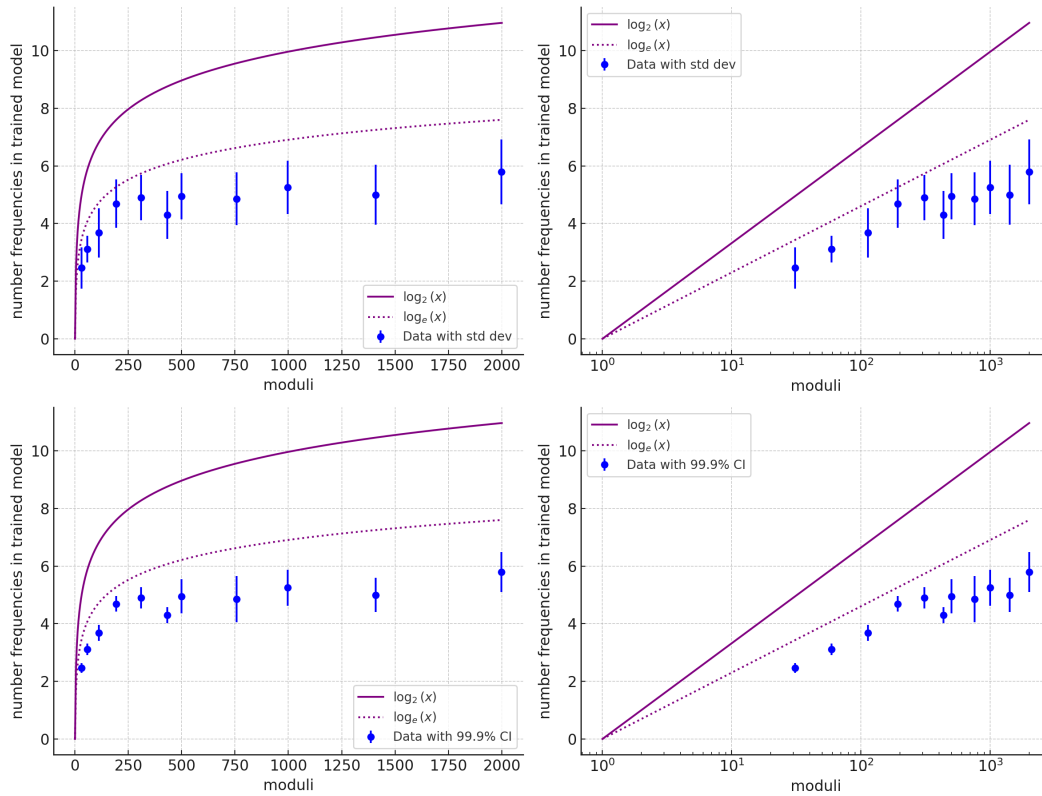 number frequencies in trained model
10
8
6
4
2
0
log₂(x)
logₑ(x)
Data with std dev
0 250 500 750 1000 1250 1500 1750 2000
moduli
number frequencies in trained model
10
8
6
4
2
0
log₂(x)
logₑ(x)
Data with std dev
10⁰ 10¹ 10² 10³
moduli
number frequencies in trained model
10
8
6
4
2
0
log₂(x)
logₑ(x)
Data with 99.9% CI
0 250 500 750 1000 1250 1500 1750 2000
moduli
number frequencies in trained model
10
8
6
4
2
0
log₂(x)
logₑ(x)
Data with 99.9% CI
10⁰ 10¹ 10² 10³
moduli